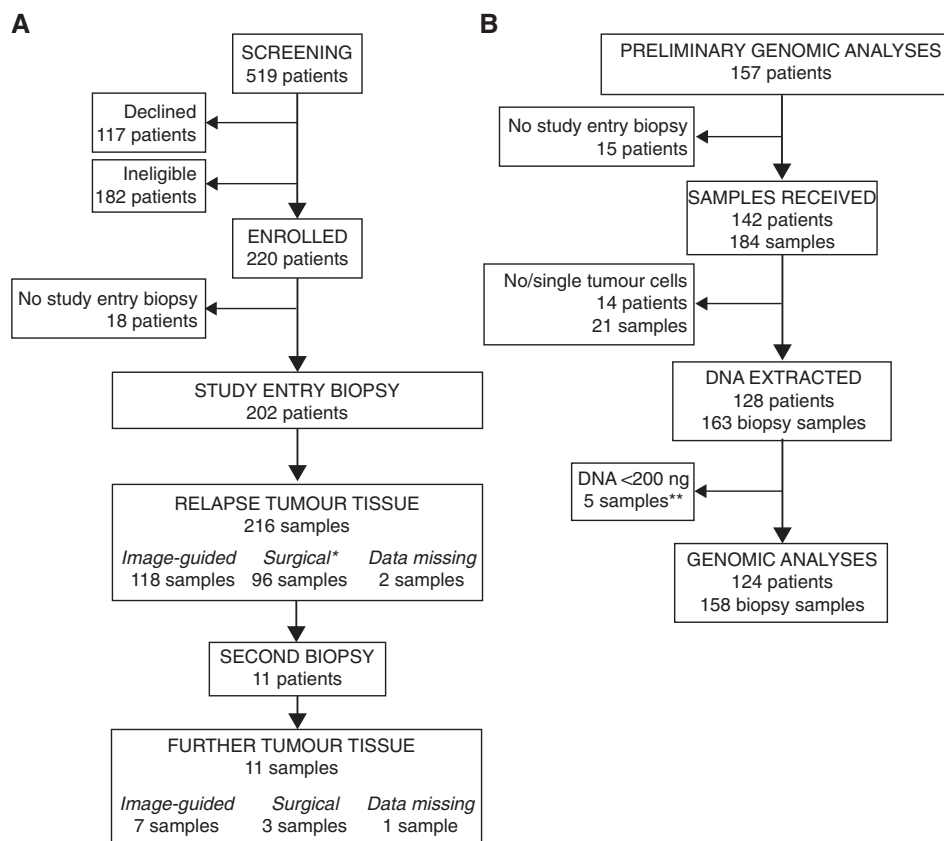 A
SCREENING
519 patients
Declined
117 patients
Ineligible
182 patients
ENROLLED
220 patients
No study entry biopsy
18 patients
STUDY ENTRY BIOPSY
202 patients
RELAPSE TUMOUR TISSUE
216 samples
Image-guided Surgical* Data missing
118 samples 96 samples 2 samples
SECOND BIOPSY
11 patients
FURTHER TUMOUR TISSUE
11 samples
Image-guided Surgical Data missing
7 samples 3 samples 1 sample
B
PRELIMINARY GENOMIC ANALYSES
157 patients
No study entry biopsy
15 patients
SAMPLES RECEIVED
142 patients
184 samples
No/single tumour cells
14 patients
21 samples
DNA EXTRACTED
128 patients
163 biopsy samples
DNA <200 ng
5 samples**
GENOMIC ANALYSES
124 patients
158 biopsy samples